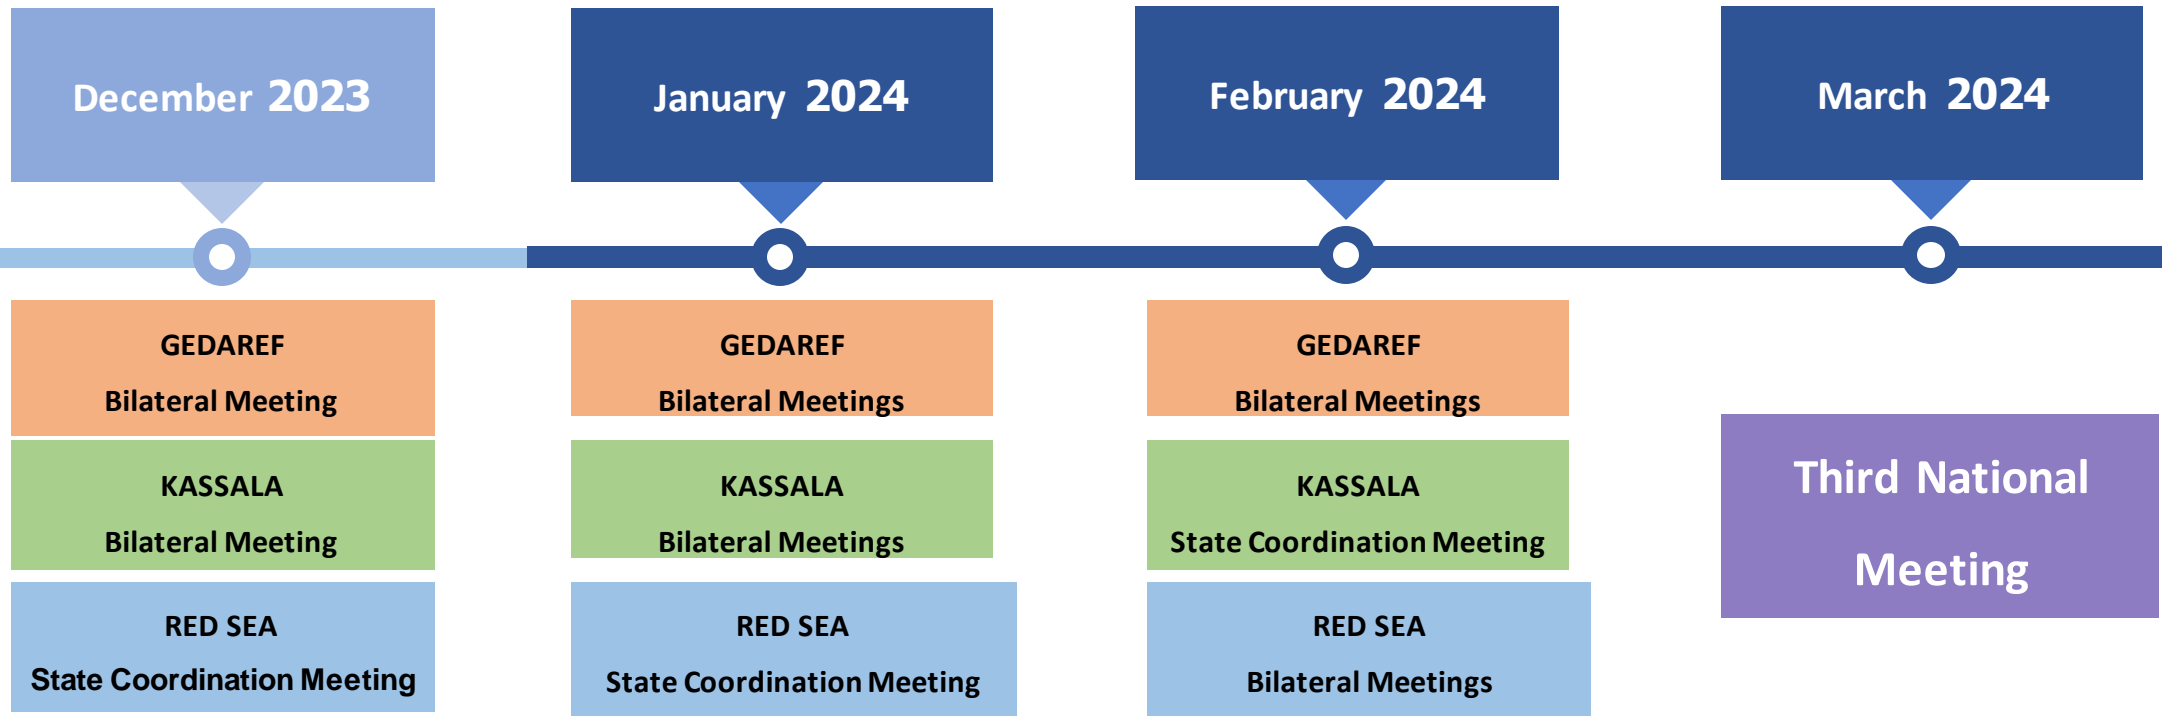 December 2023
January 2024
February 2024
March 2024
GEDAREF
Bilateral Meeting
KASSALA
Bilateral Meeting
RED SEA
State Coordination Meeting
GEDAREF
Bilateral Meetings
KASSALA
Bilateral Meetings
RED SEA
State Coordination Meeting
GEDAREF
Bilateral Meetings
KASSALA
State Coordination Meeting
RED SEA
Bilateral Meetings
Third National
Meeting